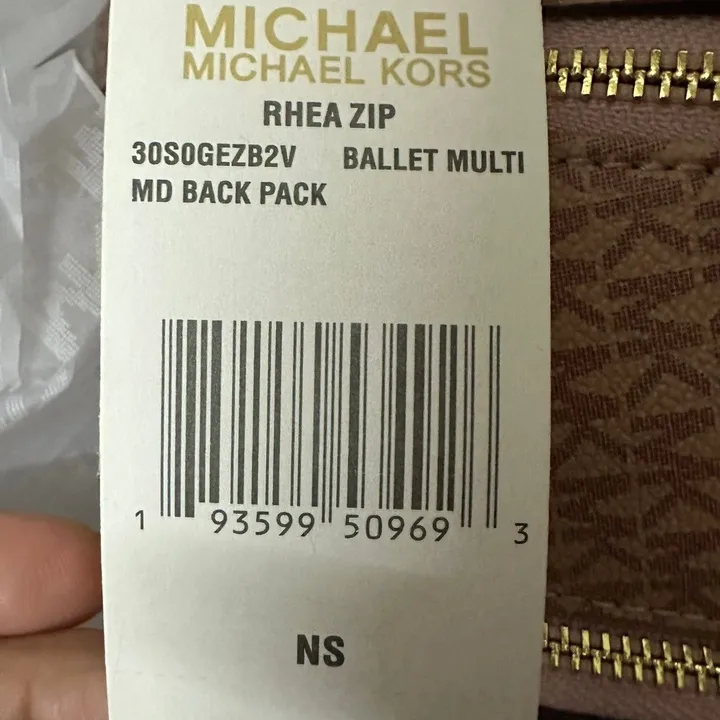 MICHAEL
MICHAEL KORS
RHEA ZIP
30S0GEZB2V BALLET MULTI
MD BACK PACK
1 93599 50969 3
NS